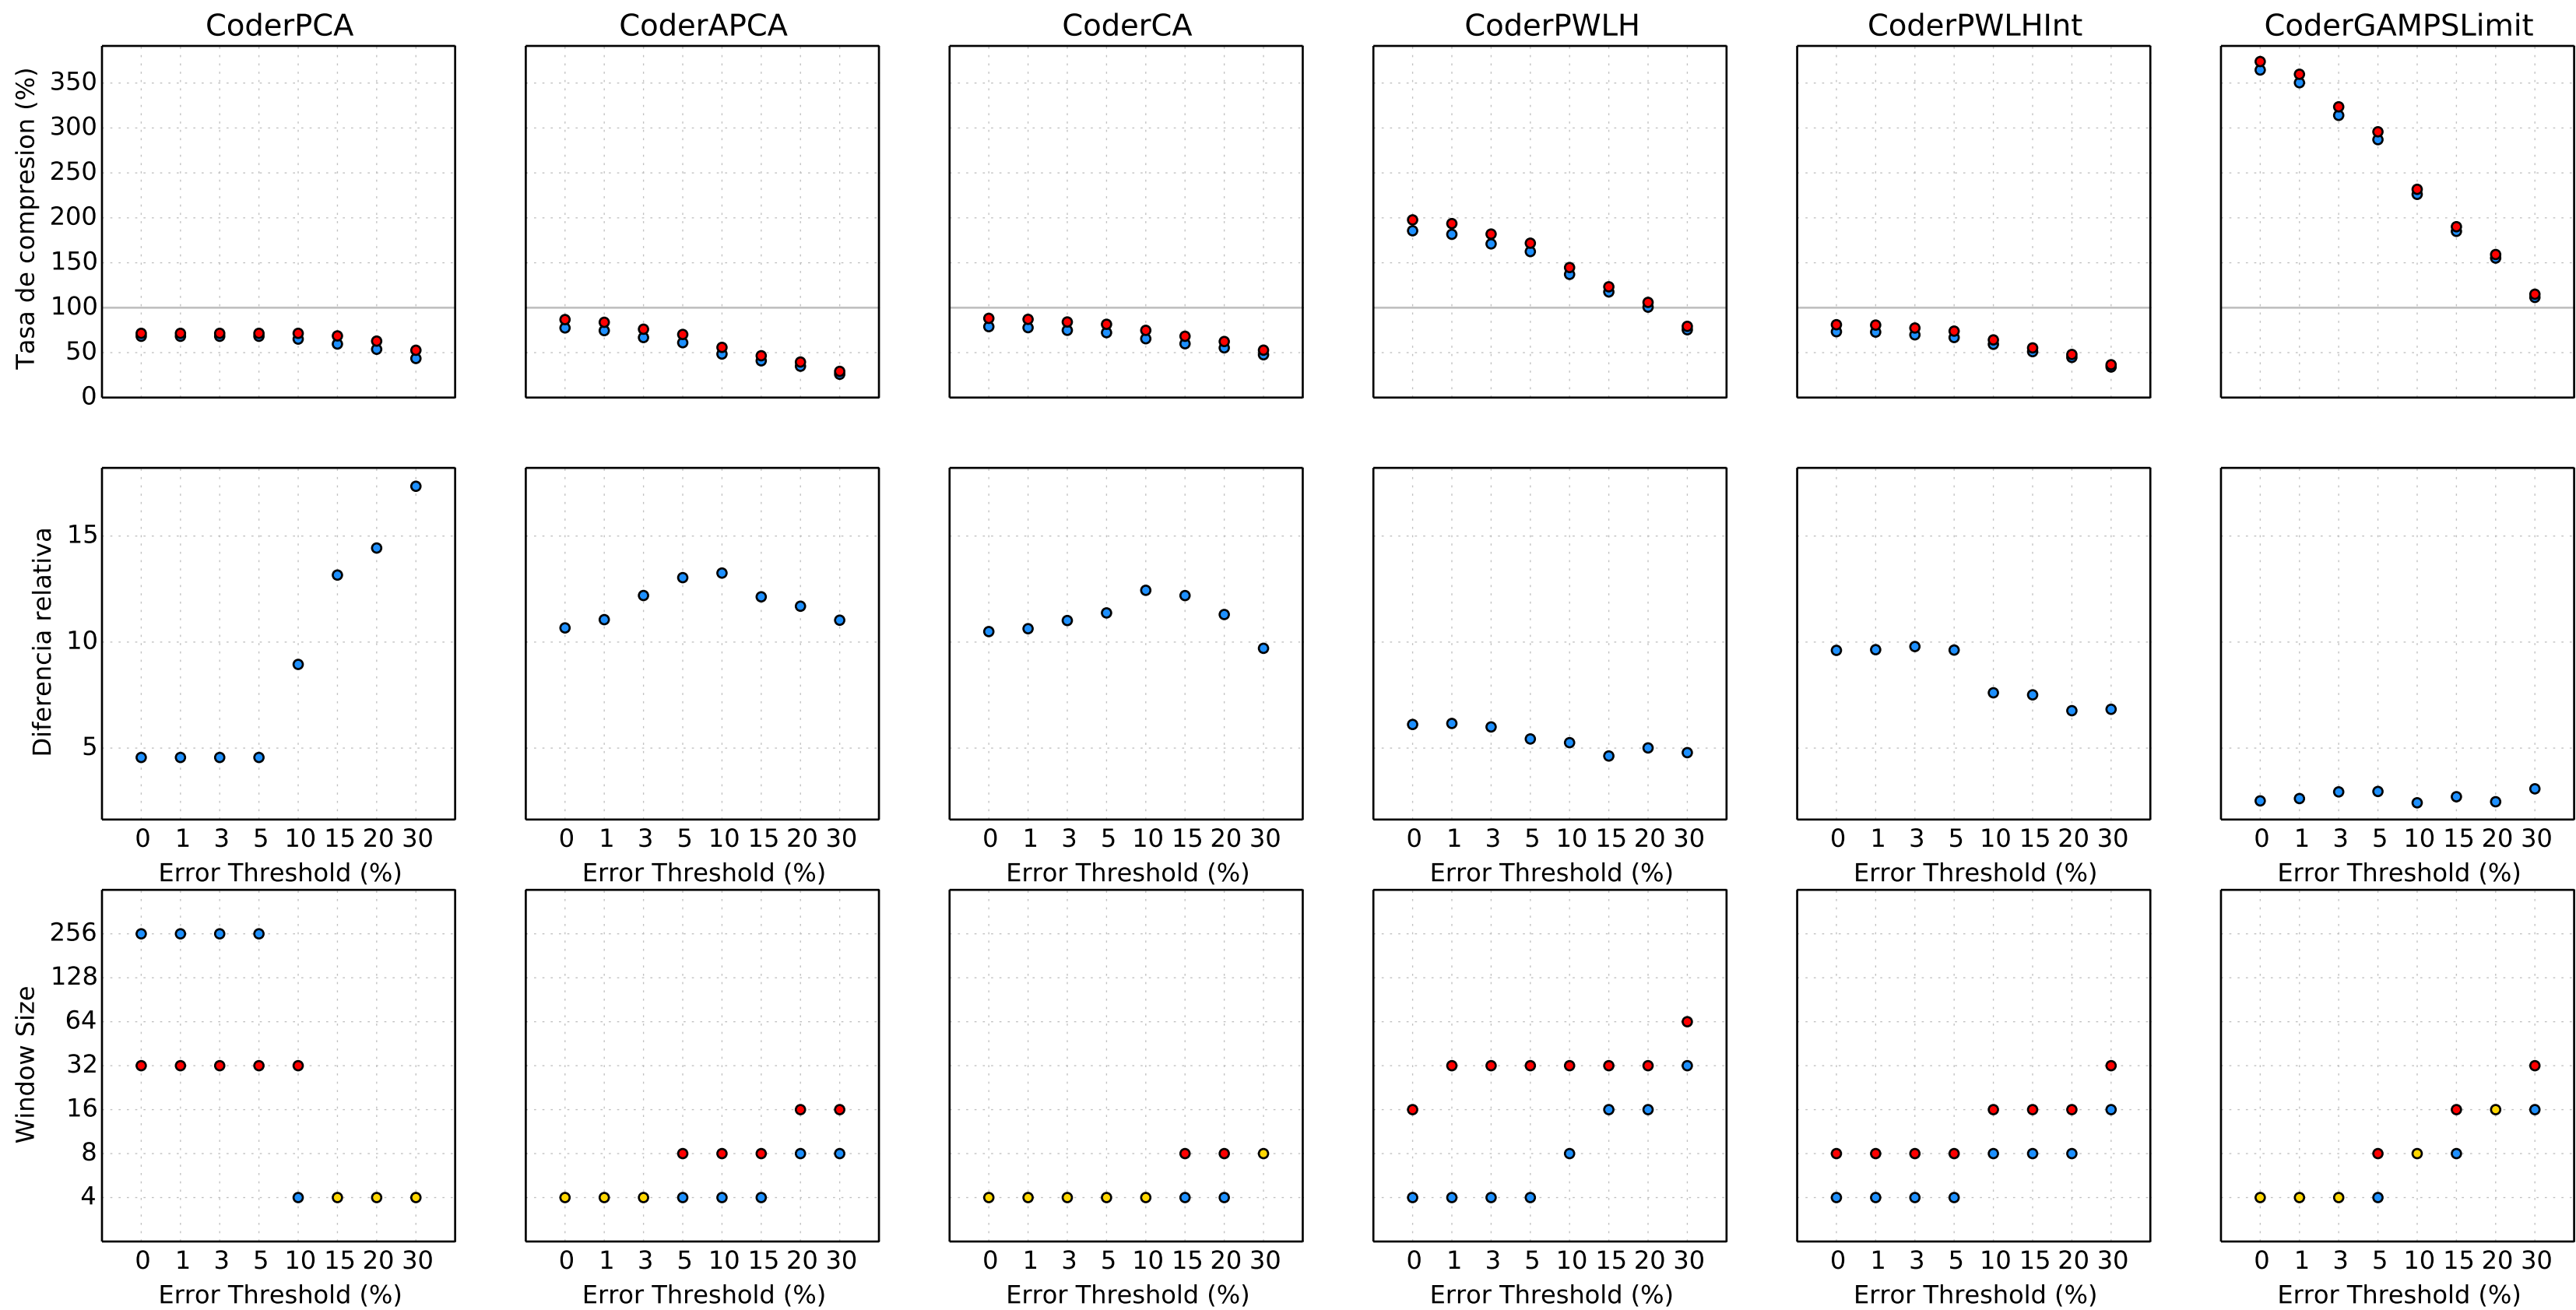 CoderPCA CoderAPCA CoderCA CoderPWLH CoderPWLHInt CoderGAMPSLimit
Tasa de compresion (%)
350
300
250
200
150
100
50
0
Diferencia relativa
15
10
5
0 1 3 5 10 15 20 30 0 1 3 5 10 15 20 30 0 1 3 5 10 15 20 30 0 1 3 5 10 15 20 30 0 1 3 5 10 15 20 30 0 1 3 5 10 15 20 30
Error Threshold (%) Error Threshold (%) Error Threshold (%) Error Threshold (%) Error Threshold (%) Error Threshold (%)
Window Size
256
128
64
32
16
8
4
0 1 3 5 10 15 20 30 0 1 3 5 10 15 20 30 0 1 3 5 10 15 20 30 0 1 3 5 10 15 20 30 0 1 3 5 10 15 20 30 0 1 3 5 10 15 20 30
Error Threshold (%) Error Threshold (%) Error Threshold (%) Error Threshold (%) Error Threshold (%) Error Threshold (%)